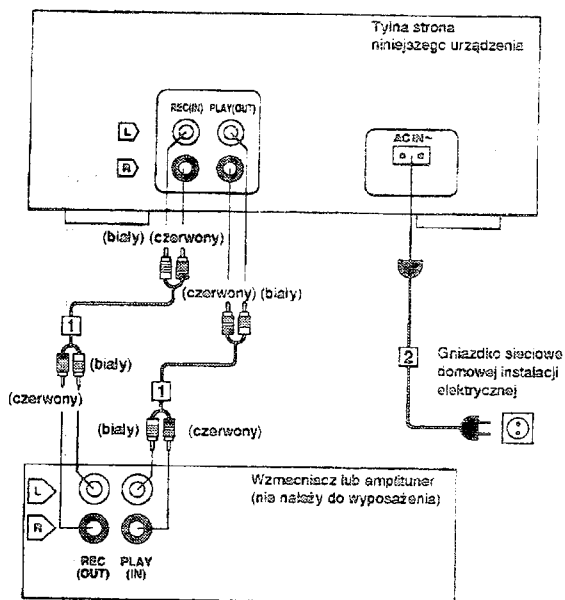 Tylna strona
niniejszego urządzenia
REC(IN) PLAY(OUT)
L
R
AC IN ~
(biały) (czerwony)
(czerwony) (biały)
1
(biały)
(czerwony)
1
(biały) (czerwony)
2
Gniazdko sieciowe
domowej instalacji
elektrycznej
Wzmacniacz lub amplituner
(nie należy do wyposażenia)
L
R
REC PLAY
(OUT) (IN)